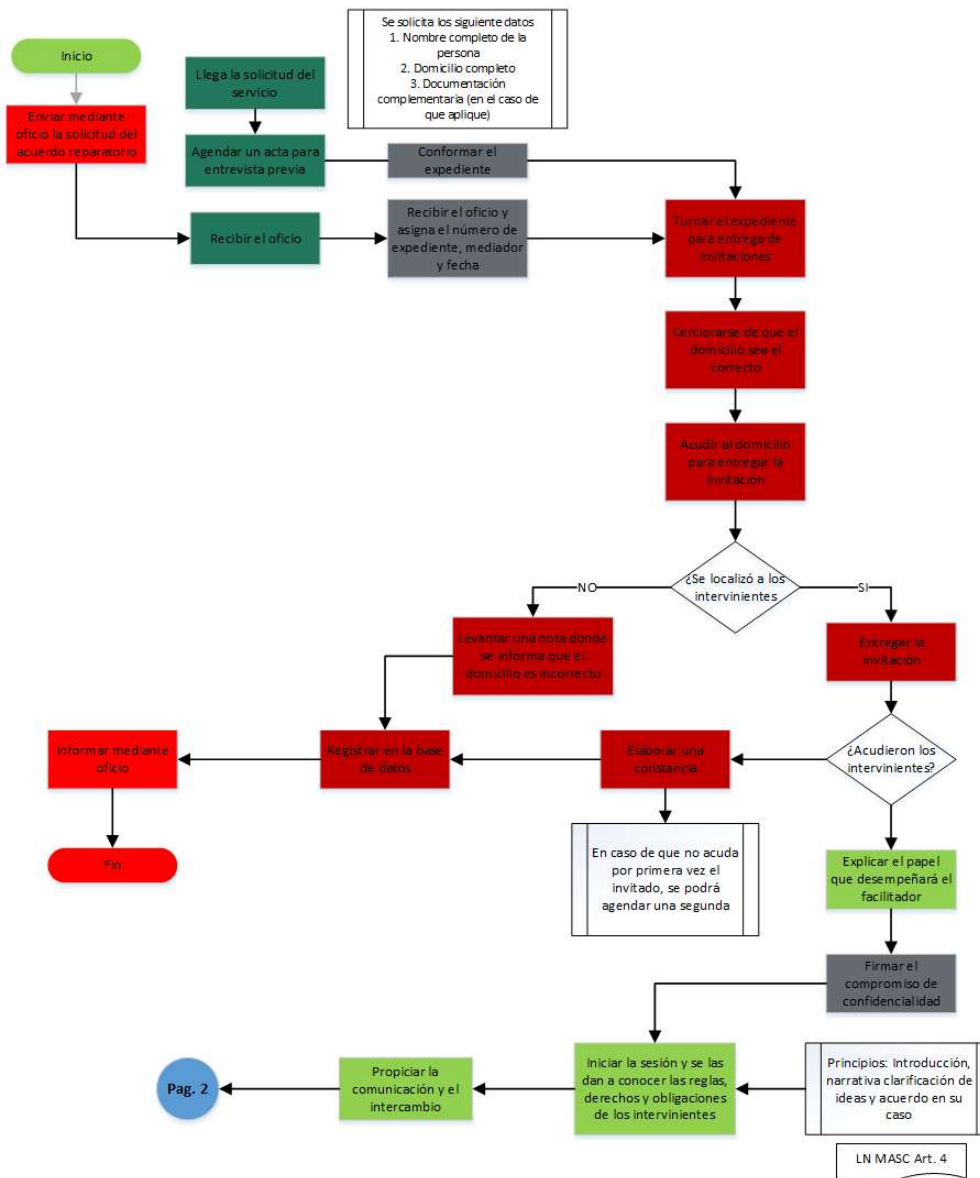 Inicio
Enviar mediante
oficio la solicitud del
acuerdo reparatorio
Llega la solicitud del
servicio
Se solicita los siguiente datos
1. Nombre completo de la
persona
2. Domicilio completo
3. Documentación
complementaria (en el caso de
que aplique)
Agendar un acta para
entrevista previa
Conformar el
expediente
Recibir el oficio
Recibir el oficio y
asigna el número de
expediente, mediador
y fecha
Turnar el expediente
para entrega de
invitaciones
Cerciorarse de que el
domicilio sea el
correcto
Acudir al domicilio
para entregar la
invitación
¿Se localizó a los
intervinientes
NO
SI
Levantar una nota donde
se informa que el
domicilio es incorrecto
Entregar la
invitación
Informar mediante
oficio
Registrar en la base
de datos
Elaborar una
constancia
¿Acudieron los
intervinientes?
Fin
En caso de que no acuda
por primera vez el
invitado, se podrá
agendar una segunda
Explicar el papel
que desempeñará el
facilitador
Firmar el
compromiso de
confidencialidad
Pag. 2
Propiciar la
comunicación y el
intercambio
Iniciar la sesión y se las
dan a conocer las reglas,
derechos y obligaciones
de los intervinientes
Principios: Introducción,
narrativa clarificación de
ideas y acuerdo en su
caso
LN MASC Art. 4